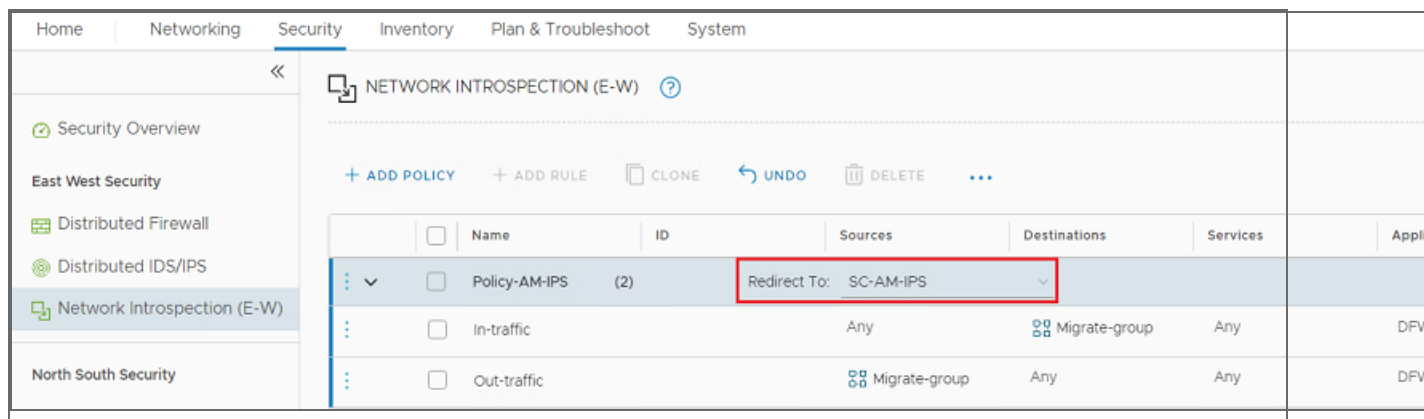 Home Networking Security Inventory Plan & Troubleshoot System
NETWORK INTROSPECTION (E-W) ?
Security Overview
East West Security
Distributed Firewall
Distributed IDS/IPS
Network Introspection (E-W)
North South Security
+ ADD POLICY + ADD RULE CLONE UNDO DELETE ...
Name ID Sources Destinations Services Appli
Policy-AM-IPS (2) Redirect To: SC-AM-IPS
In-traffic Any Migrate-group Any DFW
Out-traffic Migrate-group Any Any DFW